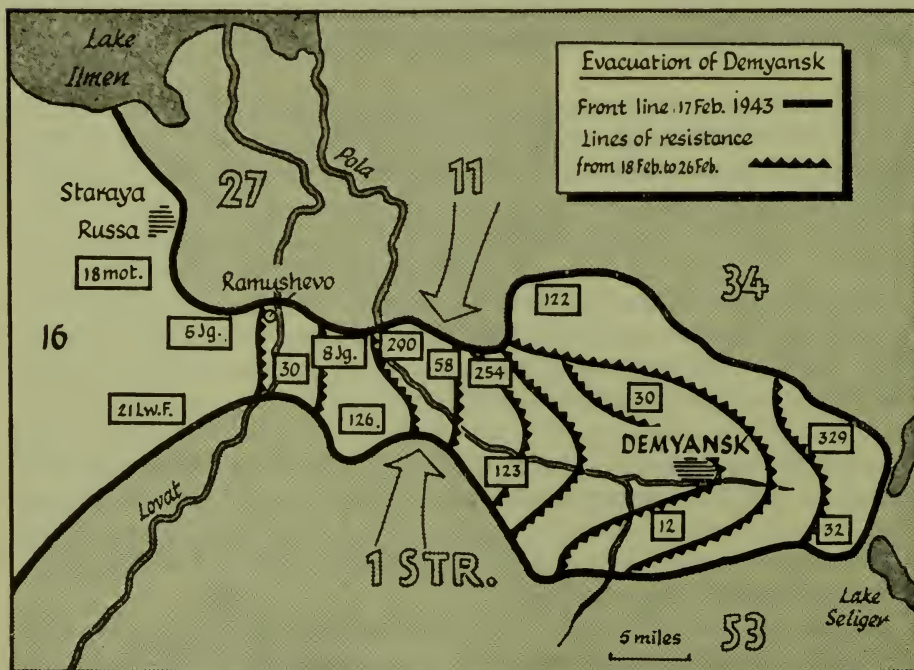 Lake
Ilmen
Evacuation of Demyansk
Front line 17 Feb. 1943
Lines of resistance
from 18 Feb. to 26 Feb.
Pola
11
27
Staraya
Russa
18 mot.
Ramushevo
34
122
16
5 Jg.
8 Jg.
290
58
254
30
30
21 Lw.F.
126.
DEMYANSK
329
123
12
32
Lovat
1 STR.
Lake
Seliger
5 miles
53